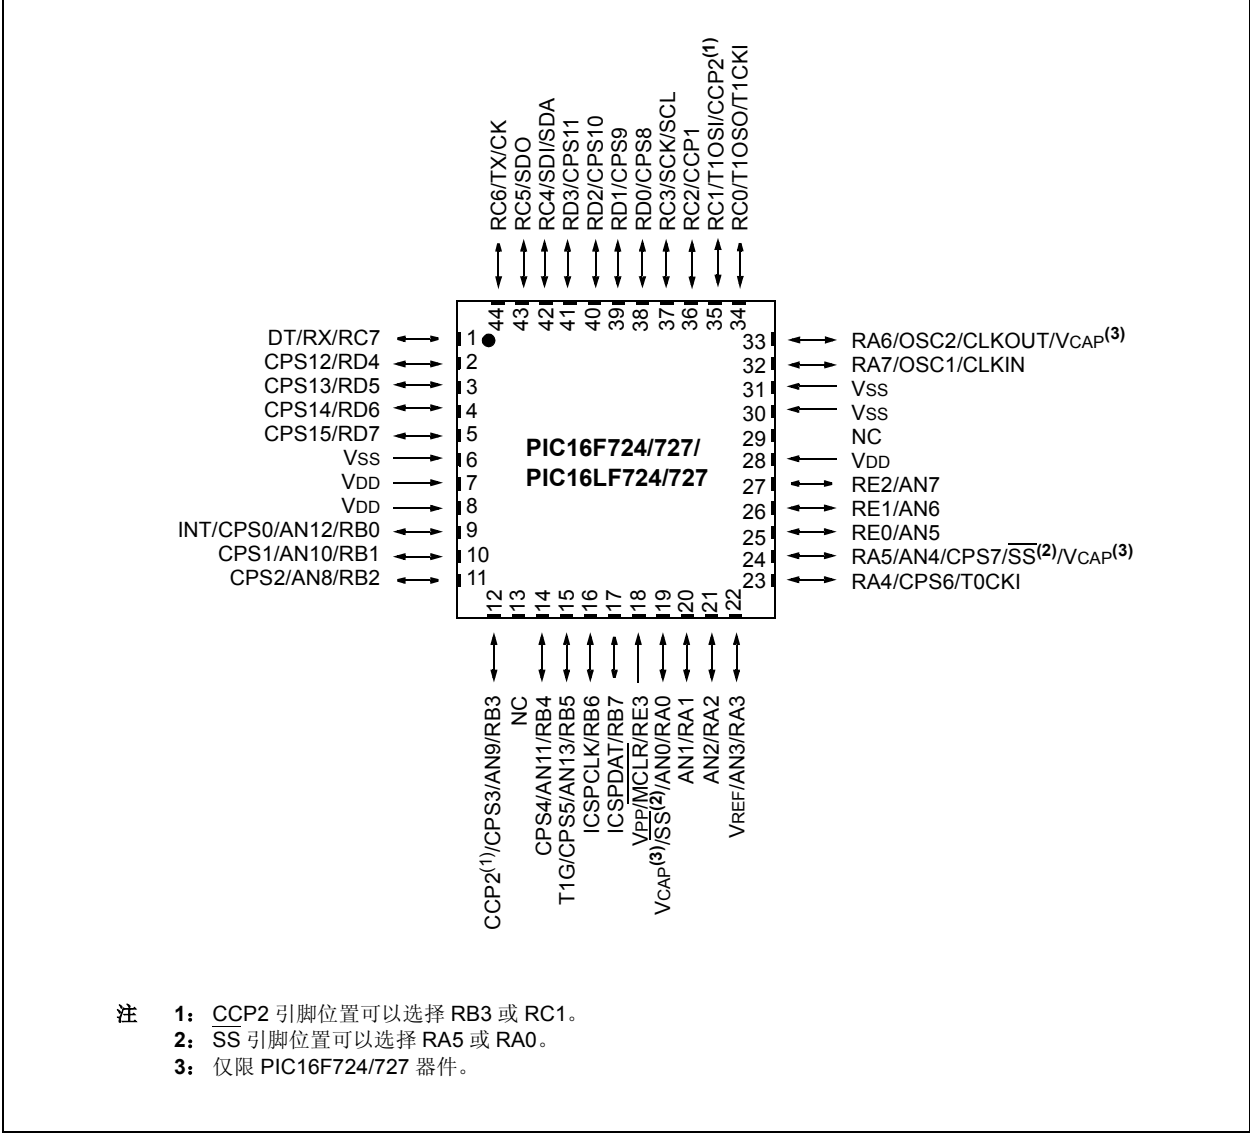 RC6/TX/CK
RC5/SDO
RC4/SDI/SDA
RD3/CPS11
RD2/CPS10
RD1/CPS9
RD0/CPS8
RC3/SCK/SCL
RC2/CCP1
RC1/T1OSI/CCP2(1)
RC0/T1OSO/T1CKI
44
43
42
41
40
39
38
37
36
35
34
DT/RX/RC7 1
CPS12/RD4 2
CPS13/RD5 3
CPS14/RD6 4
CPS15/RD7 5
VSS 6
VDD 7
VDD 8
INT/CPS0/AN12/RB0 9
CPS1/AN10/RB1 10
CPS2/AN8/RB2 11
PIC16F724/727/
PIC16LF724/727
33 RA6/OSC2/CLKOUT/VCAP(3)
32 RA7/OSC1/CLKIN
31 VSS
30 VSS
29 NC
28 VDD
27 RE2/AN7
26 RE1/AN6
25 RE0/AN5
24 RA5/AN4/CPS7/SS(2)/VCAP(3)
23 RA4/CPS6/T0CKI
12
13
14
15
16
17
18
19
20
21
22
CCP2(1)/CPS3/AN9/RB3
NC
CPS4/AN11/RB4
T1G/CPS5/AN13/RB5
ICSPCLK/RB6
ICSPDAT/RB7
VPP/MCLR/RE3
VCAP(3)/SS(2)/AN0/RA0
AN1/RA1
AN2/RA2
VREF/AN3/RA3
注 1： CCP2 引脚位置可以选择 RB3 或 RC1。
2： SS 引脚位置可以选择 RA5 或 RA0。
3： 仅限 PIC16F724/727 器件。